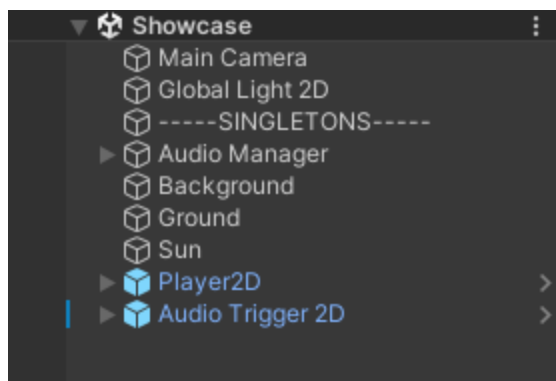 Showcase
Main Camera
Global Light 2D
-----SINGLETONS-----
Audio Manager
Background
Ground
Sun
Player2D
Audio Trigger 2D